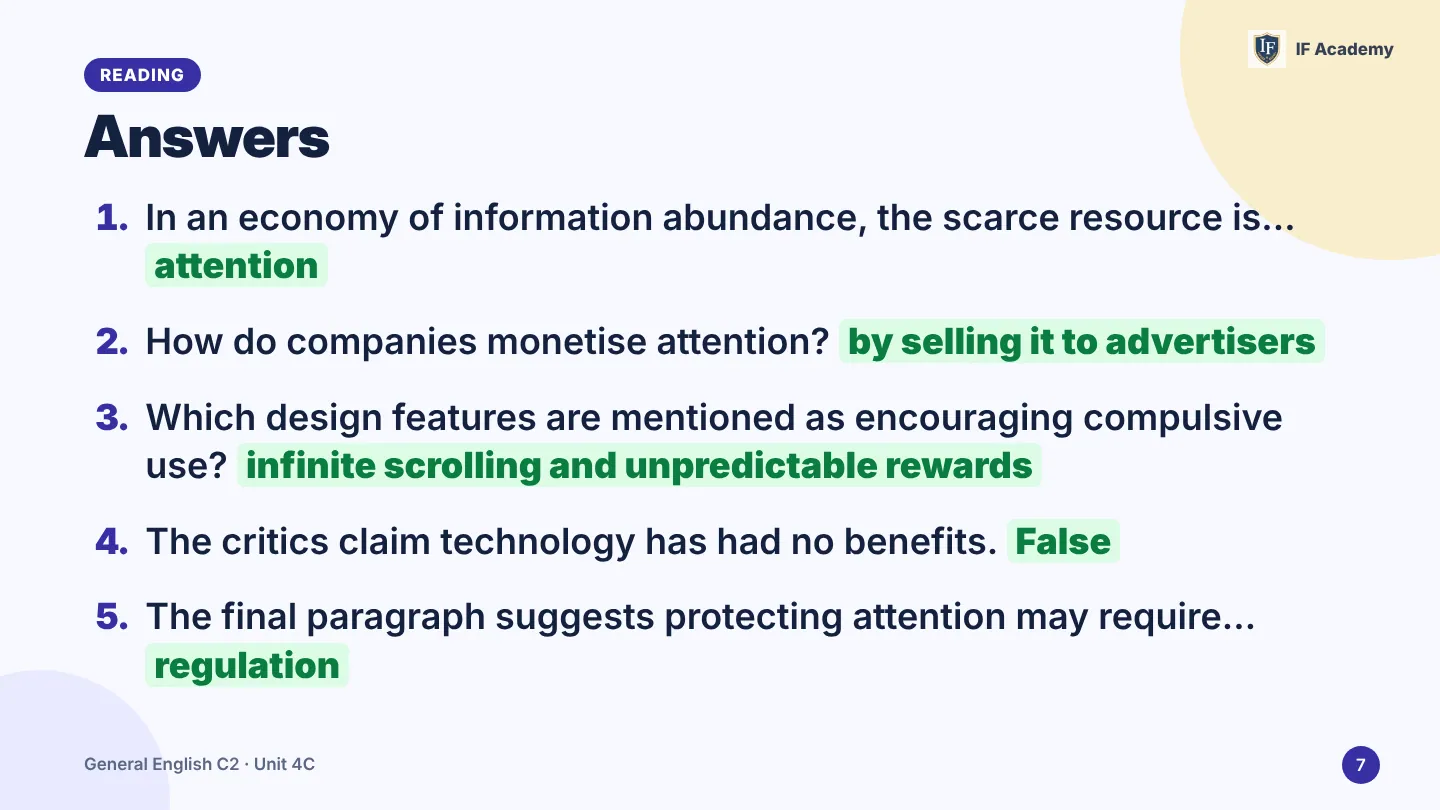 IF Academy
READING
Answers
1. In an economy of information abundance, the scarce resource is...
attention
2. How do companies monetise attention? by selling it to advertisers
3. Which design features are mentioned as encouraging compulsive
use? infinite scrolling and unpredictable rewards
4. The critics claim technology has had no benefits. False
5. The final paragraph suggests protecting attention may require...
regulation
General English C2 · Unit 4C
7